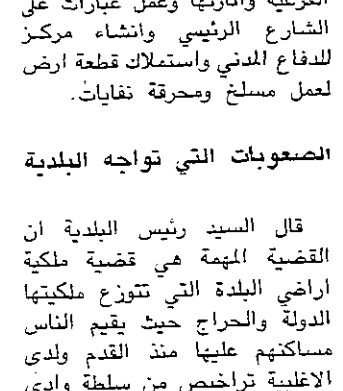 الفرعية وانارتها وعمل عبارات على
الشارع الرئيسي وانشاء مركز
للدفاع المدني واستملاك قطعة ارض
لعمل مسلخ ومحرقة نفايات.
الصعوبات التي تواجه البلدية
قال السيد رئيس البلدية ان
القضية المهمة هي قضية ملكية
اراضي البلدة التي تتوزع ملكيتها
الدولة والحراج حيث يقيم الناس
مساكنهم عليها منذ القدم ولدى
الاغلبية تراخيص من سلطة وادي